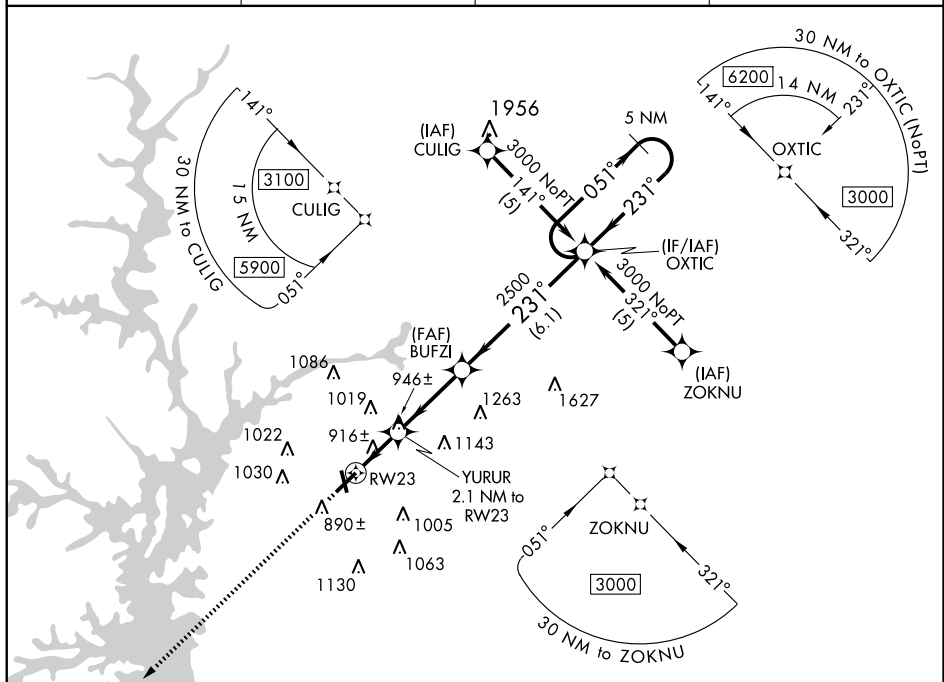 141°
30 NM to CULIG
15 NM
3100
CULIG
5900
051°
(IAF)
CULIG
1956
3000 NoPT
141°
(5)
5 NM
051°
231°
(IF/IAF)
OXTIC
30 NM to OXTIC (NoPT)
6200
14 NM
141°
231°
OXTIC
3000
321°
2500
231°
(6.1)
3000 NoPT
321°
(5)
(IAF)
ZOKNU
(FAF)
BUFZI
1086
946±
1019
1263
1627
1022
916±
1143
1030
RW23
YURUR
2.1 NM to
RW23
890±
1005
1063
1130
ZOKNU
051°
321°
3000
30 NM to ZOKNU